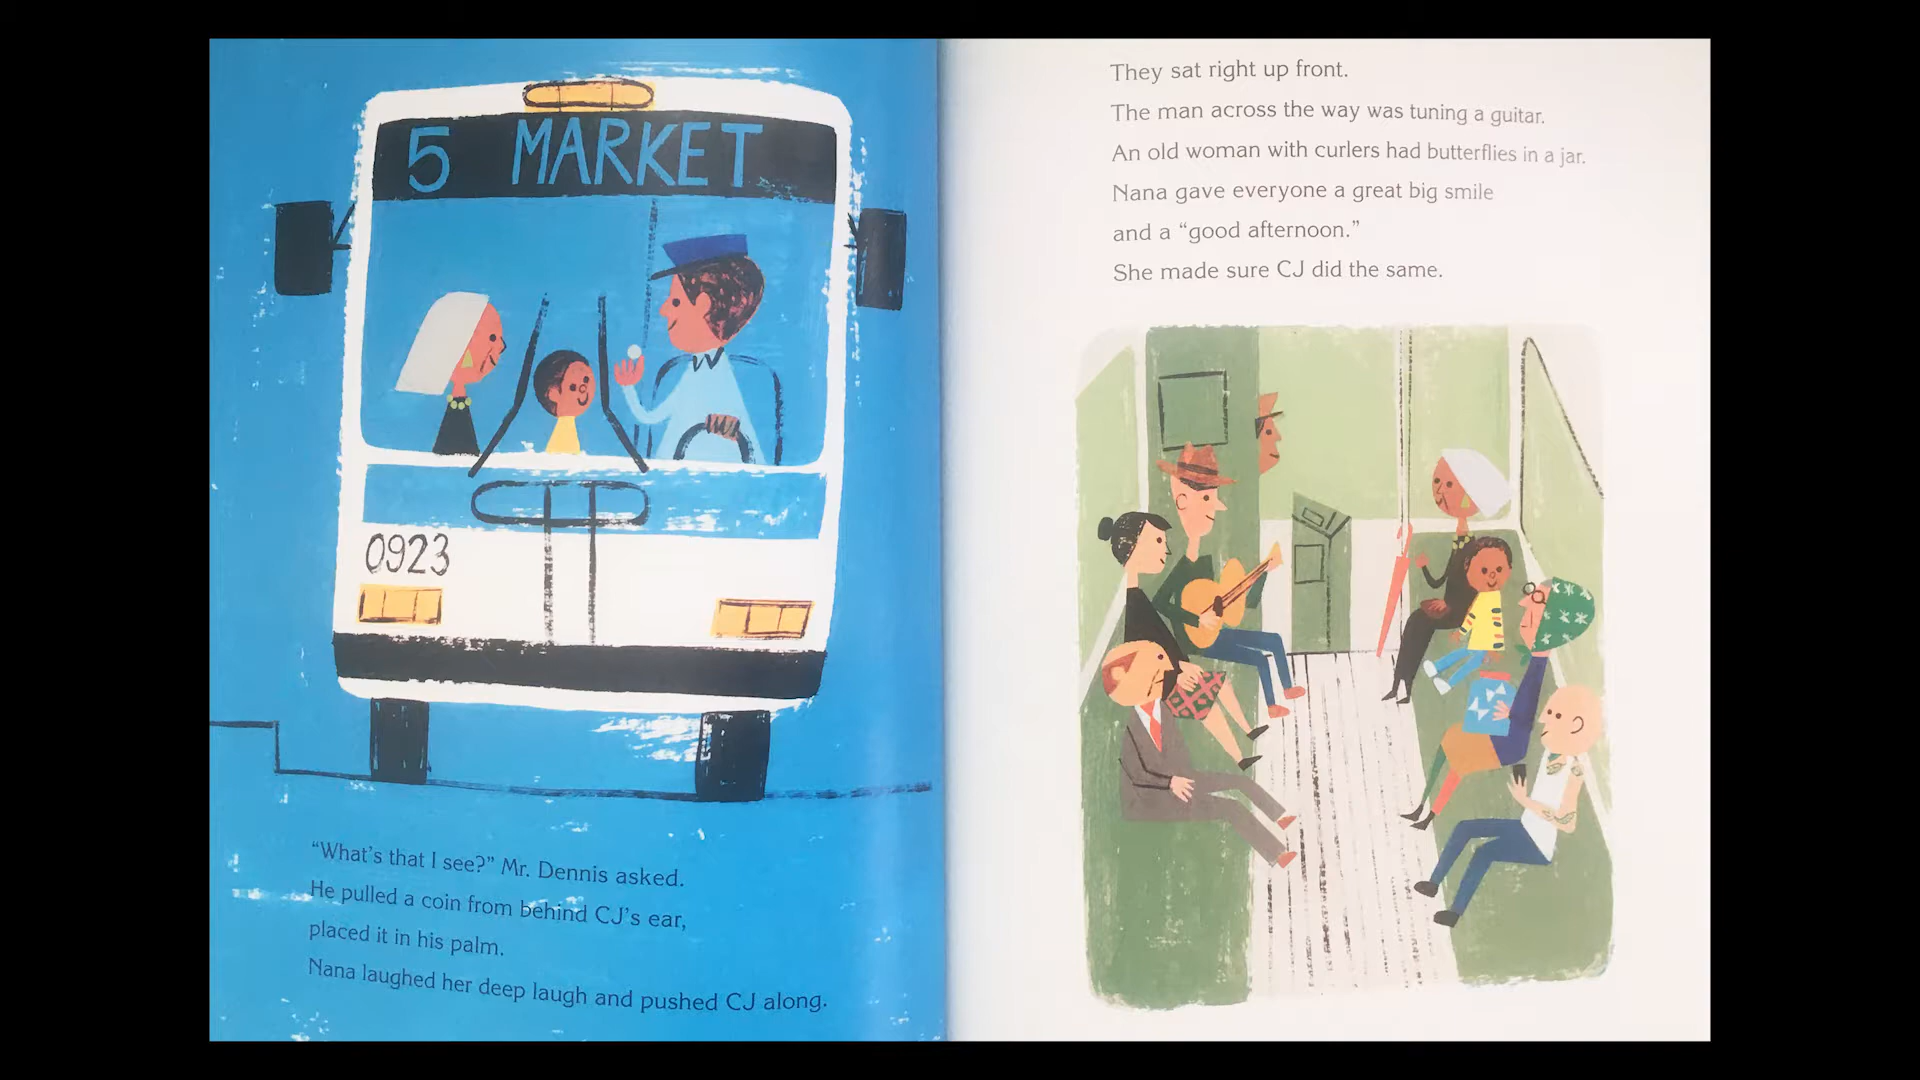 5 MARKET
0923
“What’s that I see?” Mr. Dennis asked.
He pulled a coin from behind CJ’s ear,
placed it in his palm.
Nana laughed her deep laugh and pushed CJ along.
They sat right up front.
The man across the way was tuning a guitar.
An old woman with curlers had butterflies in a jar.
Nana gave everyone a great big smile
and a “good afternoon.”
She made sure CJ did the same.